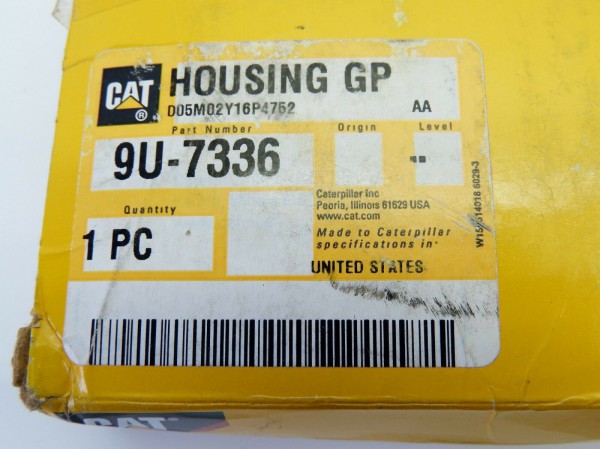 CAT
®
HOUSING GP
D05M02Y16P4752
AA
Part Number
Origin
Level
9U-7336
--
Caterpillar Inc
Peoria, Illinois 61629 USA
www.cat.com
Quantity
1 PC
Made to Caterpillar
specifications in:
UNITED STATES
CAT